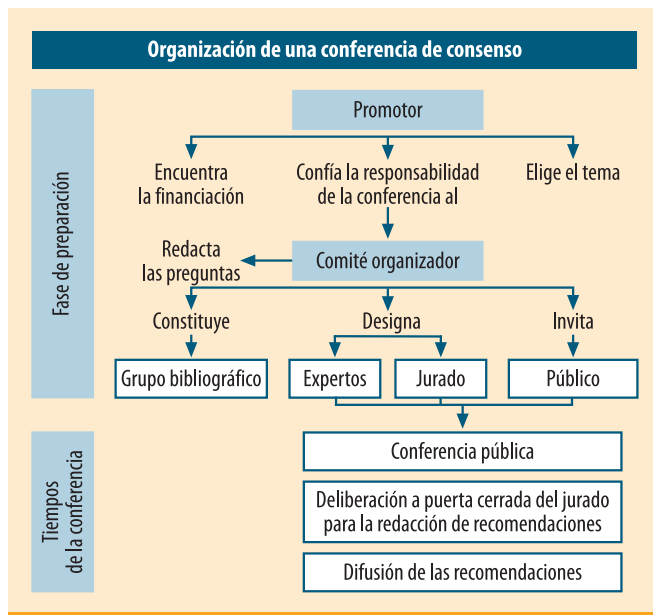 Organización de una conferencia de consenso
Fase de preparación
Promotor
Encuentra
la financiación
Confía la responsabilidad
de la conferencia al
Elige el tema
Redacta
las preguntas
Comité organizador
Constituye
Designa
Invita
Grupo bibliográfico
Expertos
Jurado
Público
Tiempos
de la conferencia
Conferencia pública
Deliberación a puerta cerrada del jurado
para la redacción de recomendaciones
Difusión de las recomendaciones